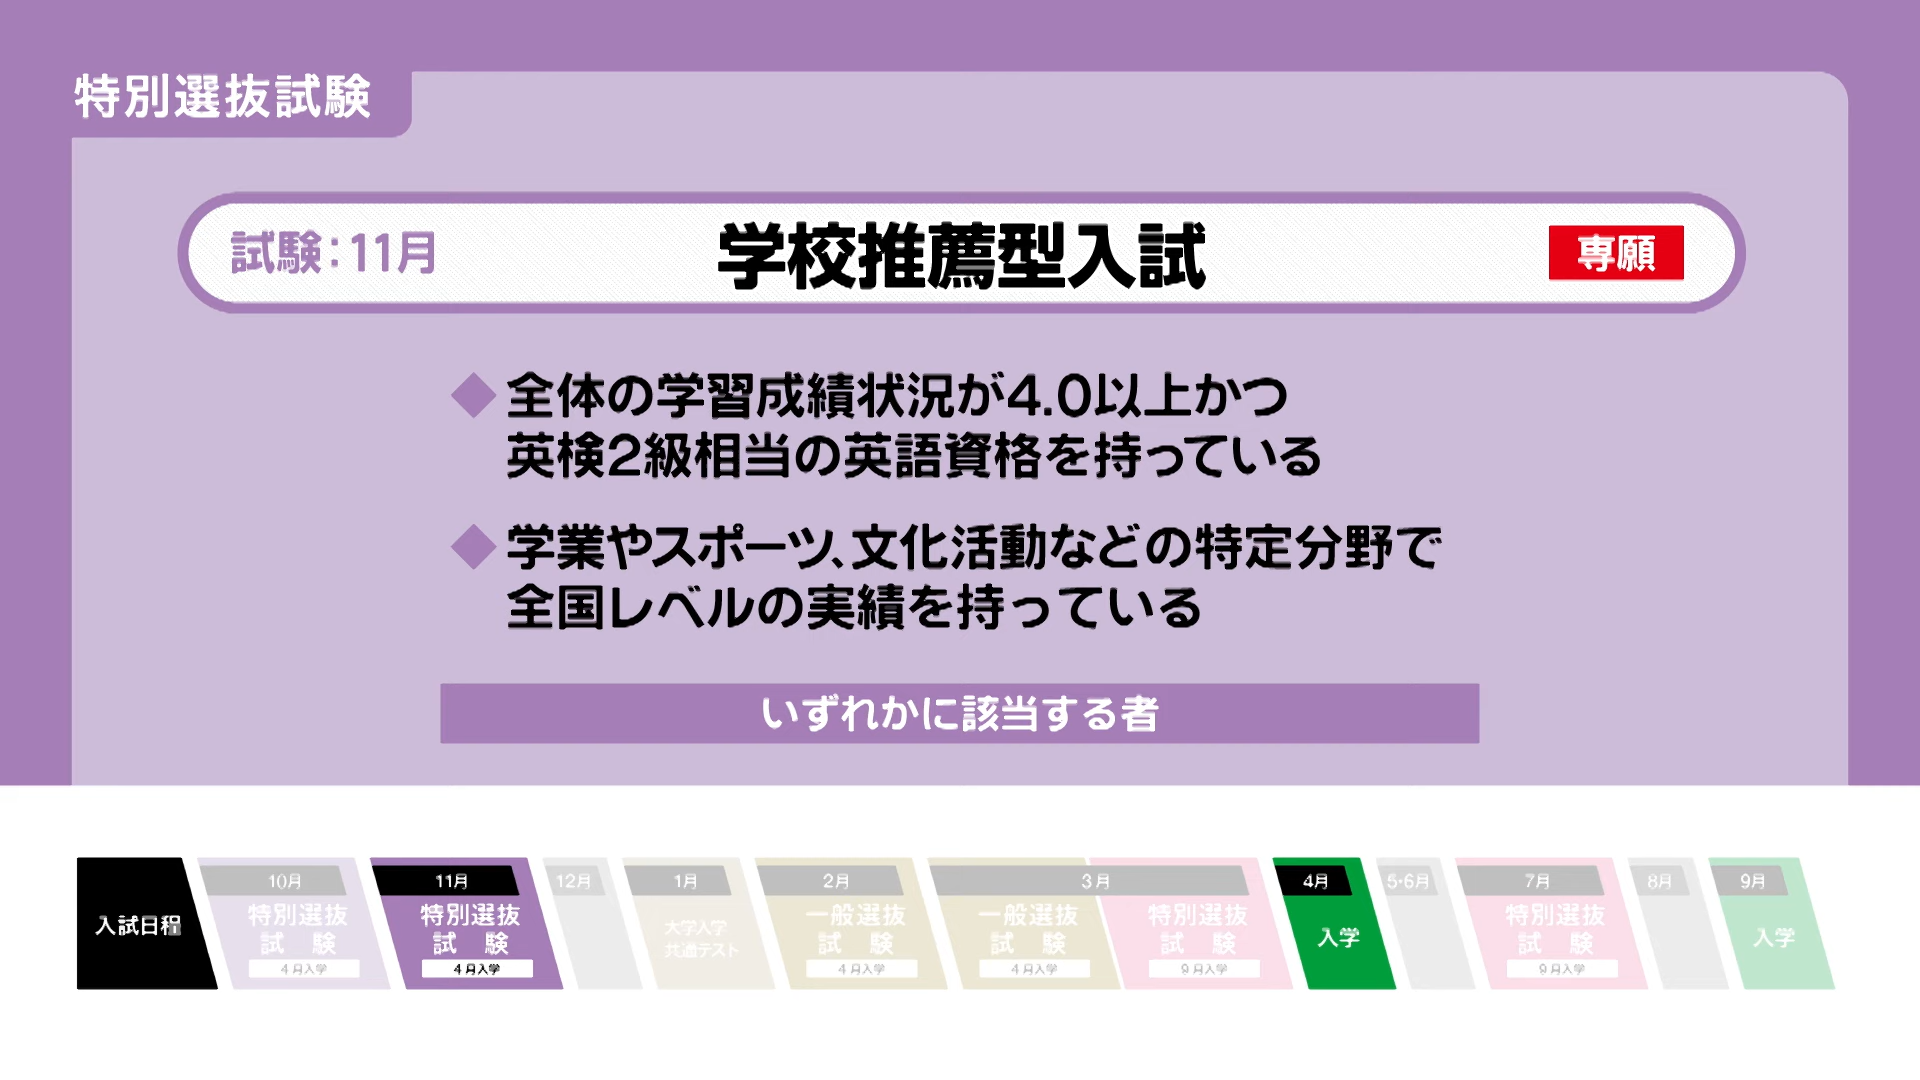 特別選抜試験
試験：11月
学校推薦型入試
専願
◆全体の学習成績状況が4.0以上かつ
英検2級相当の英語資格を持っている
◆学業やスポーツ、文化活動などの特定分野で
全国レベルの実績を持っている
いずれかに該当する者
入試日程
10月
特別選抜
試　験
4月入学
11月
特別選抜
試　験
4月入学
12月
1月
大学入学
共通テスト
2月
一般選抜
試　験
4月入学
3月
一般選抜
試　験
4月入学
特別選抜
試　験
9月入学
4月
入学
5・6月
7月
特別選抜
試　験
9月入学
8月
9月
入学